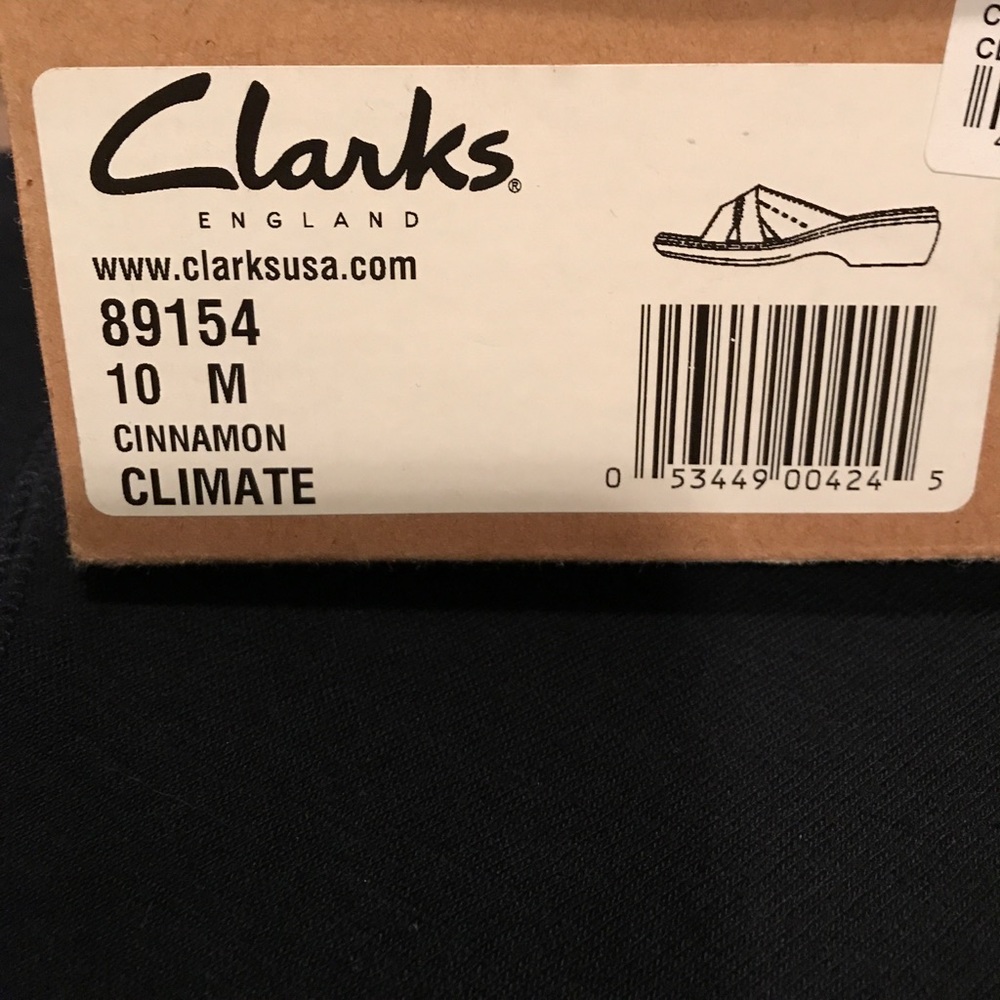 Clarks®
ENGLAND
www.clarksusa.com
89154
10 M
CINNAMON
CLIMATE
0 53449 00424 5